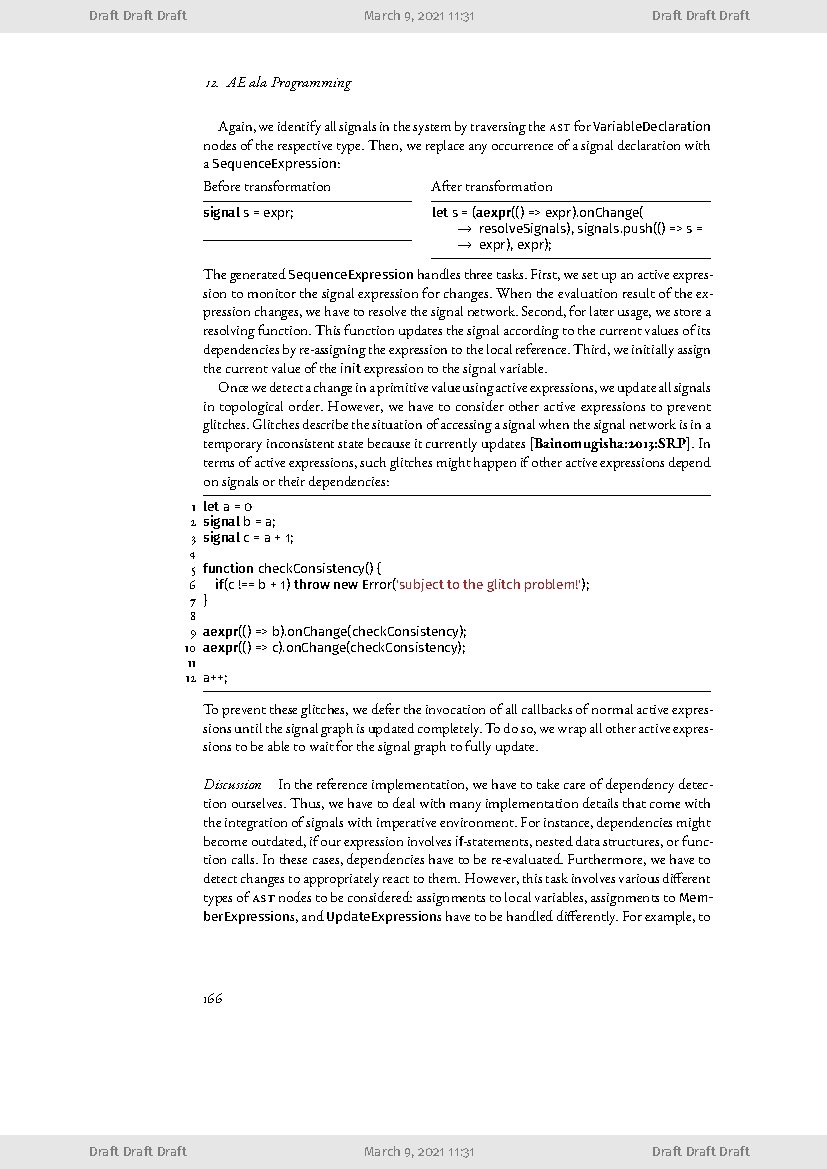 Draft Draft Draft March 9, 2021 11:31 Draft Draft Draft
12. AE ala Programming
Again, we identify all signals in the system by traversing the AST for VariableDeclaration
nodes of the respective type. Then, we replace any occurrence of a signal declaration with
a SequenceExpression:
Before transformation After transformation
signal s = expr; let s = (aexpr(() => expr).onChange(
→ resolveSignals), signals.push(() => s =
→ expr), expr);
The generated SequenceExpression handles three tasks. First, we set up an active expres-
sion to monitor the signal expression for changes. When the evaluation result of the ex-
pression changes, we have to resolve the signal network. Second, for later usage, we store a
resolving function. This function updates the signal according to the current values of its
dependencies by re-assigning the expression to the local reference. Third, we initially assign
the current value of the init expression to the signal variable.
Once we detect a change in a primitive value using active expressions, we update all signals
in topological order. However, we have to consider other active expressions to prevent
glitches. Glitches describe the situation of accessing a signal when the signal network is in a
temporary inconsistent state because it currently updates [Bainomugisha:2013:SRP]. In
terms of active expressions, such glitches might happen if other active expressions depend
on signals or their dependencies:
1 let a = 0
2 signal b = a;
3 signal c = a + 1;
4
5 function checkConsistency() {
6 if(c !== b + 1) throw new Error('subject to the glitch problem!');
7 }
8
9 aexpr(() => b).onChange(checkConsistency);
10 aexpr(() => c).onChange(checkConsistency);
11
12 a++;
To prevent these glitches, we defer the invocation of all callbacks of normal active expres-
sions until the signal graph is updated completely. To do so, we wrap all other active expres-
sions to be able to wait for the signal graph to fully update.
Discussion In the reference implementation, we have to take care of dependency detec-
tion ourselves. Thus, we have to deal with many implementation details that come with
the integration of signals with imperative environment. For instance, dependencies might
become outdated, if our expression involves if-statements, nested data structures, or func-
tion calls. In these cases, dependencies have to be re-evaluated. Furthermore, we have to
detect changes to appropriately react to them. However, this task involves various different
types of AST nodes to be considered: assignments to local variables, assignments to Mem-
berExpressions, and UpdateExpressions have to be handled differently. For example, to
166
Draft Draft Draft March 9, 2021 11:31 Draft Draft Draft